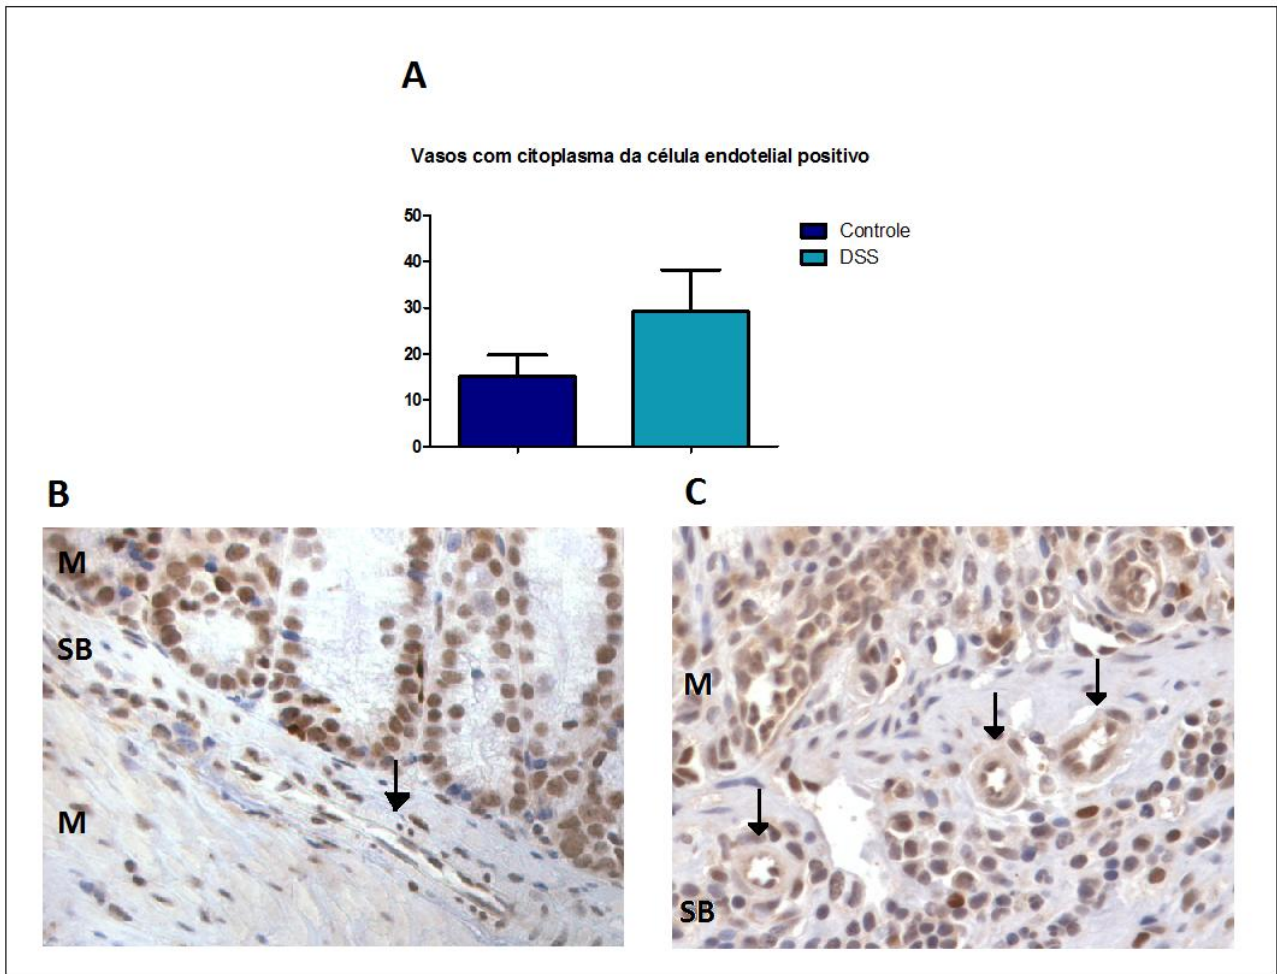 A
Vasos com citoplasma da célula endotelial positivo
50
40
30
20
10
0
Controle
DSS
B
M
SB
M
C
M
SB